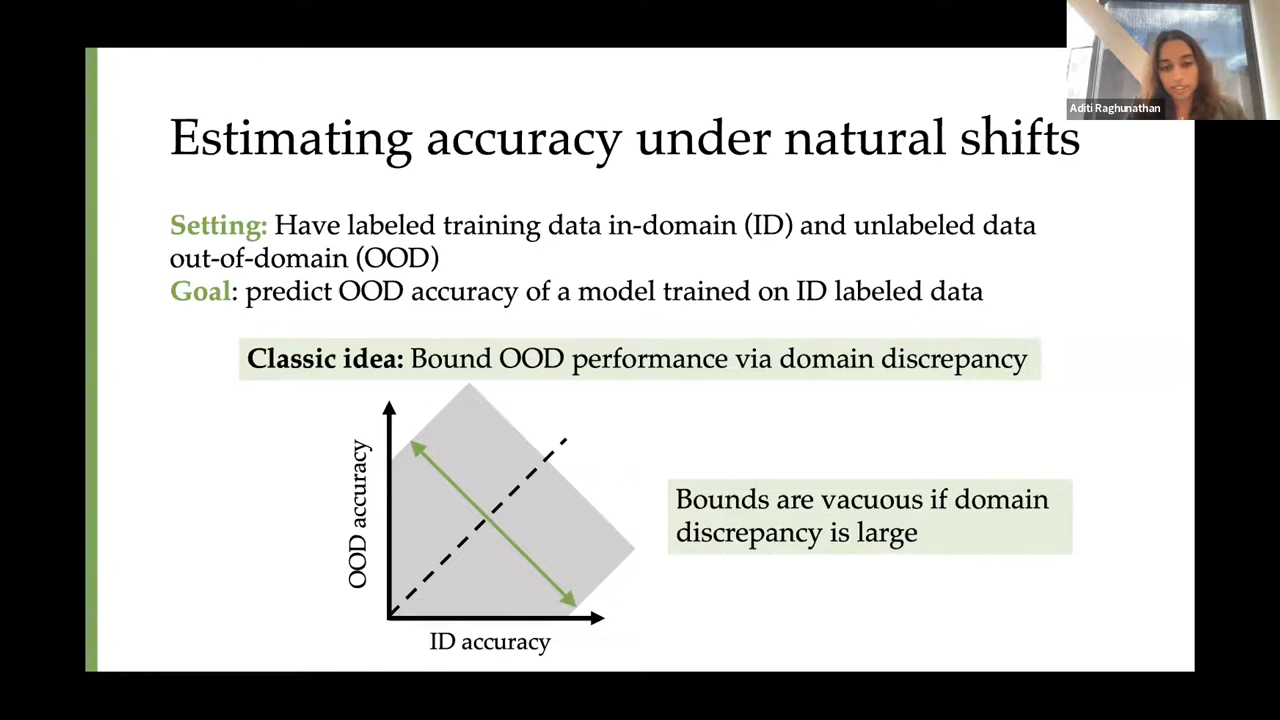 Aditi Raghunathan
Estimating accuracy under natural shifts
Setting: Have labeled training data in-domain (ID) and unlabeled data
out-of-domain (OOD)
Goal: predict OOD accuracy of a model trained on ID labeled data
Classic idea: Bound OOD performance via domain discrepancy
OOD accuracy
ID accuracy
Bounds are vacuous if domain
discrepancy is large